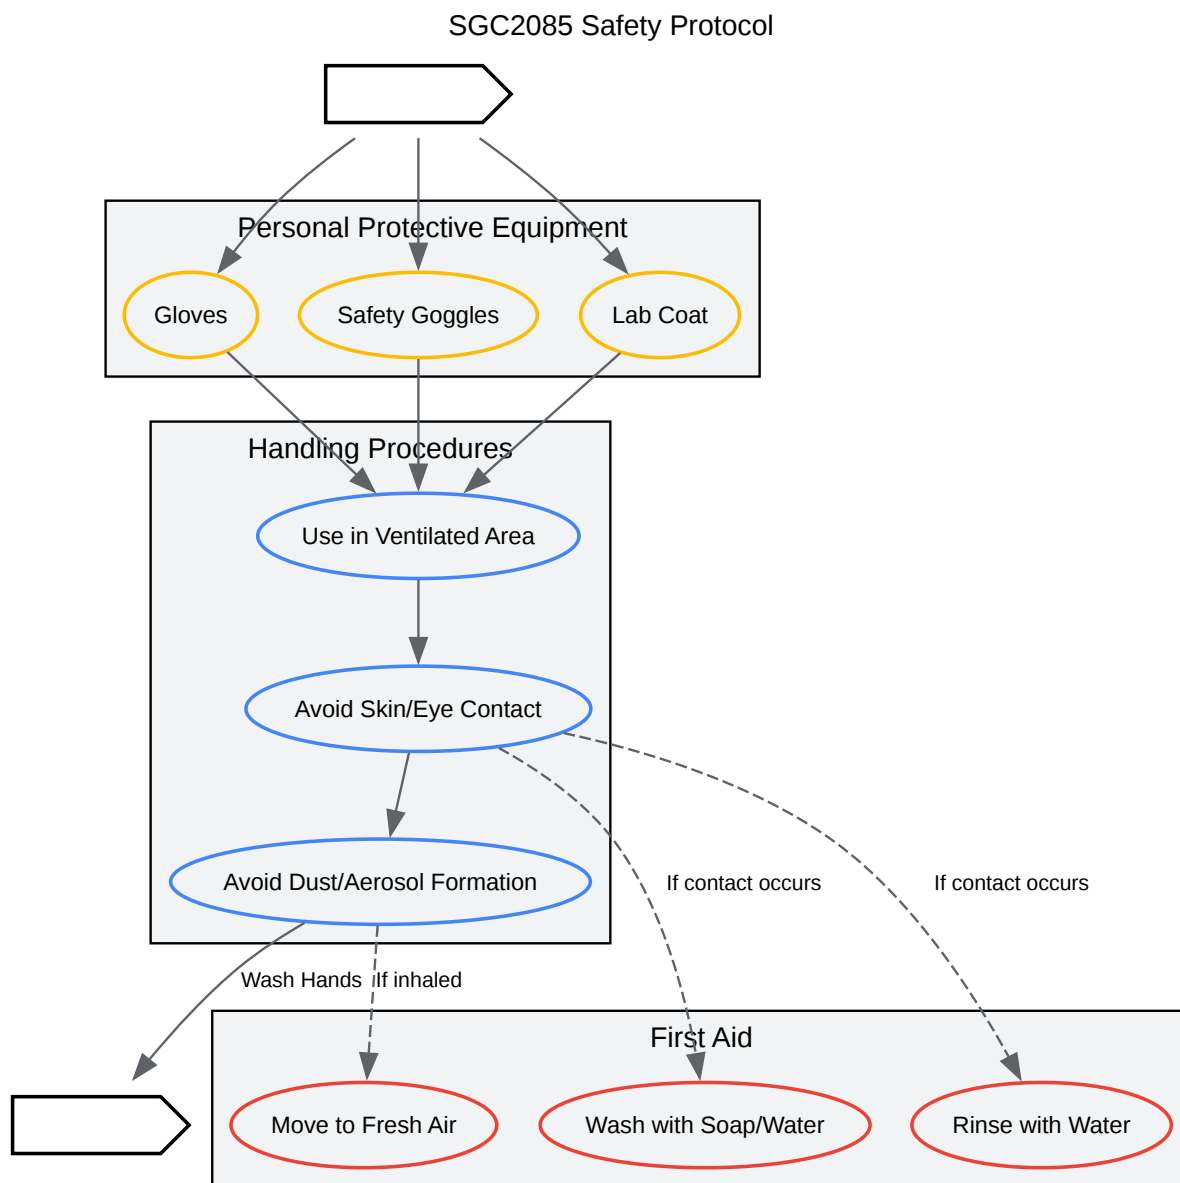 SGC2085 Safety Protocol
Personal Protective Equipment
Gloves
Safety Goggles
Lab Coat
Handling Procedures
Use in Ventilated Area
Avoid Skin/Eye Contact
Avoid Dust/Aerosol Formation
If contact occurs
If contact occurs
Wash Hands
If inhaled
First Aid
Move to Fresh Air
Wash with Soap/Water
Rinse with Water